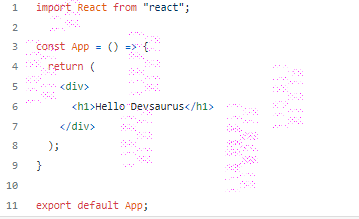 1 import React from "react";
2
3 const App = () => {
4 return (
5 <div>
6 <h1>Hello Devsaurus</h1>
7 </div>
8 );
9 }
10
11 export default App;